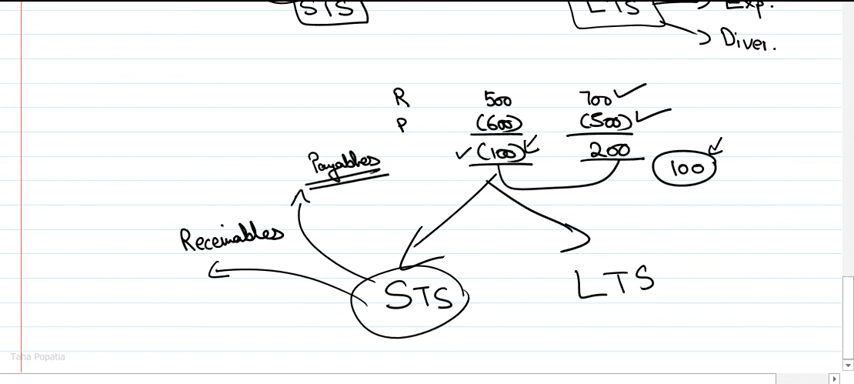 STS LTS Exp.
Diver.
R 500 700
P (600) (500)
(100) 200 100
Payables
Receivables
STS LTS
Taha Popatia